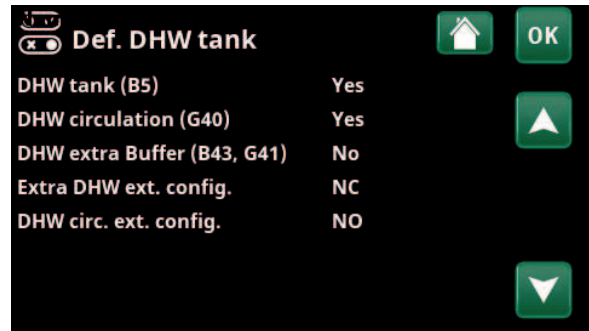 Def. DHW tank
OK
DHW tank (B5) Yes
DHW circulation (G40) Yes
DHW extra Buffer (B43, G41) No
Extra DHW ext. config. NC
DHW circ. ext. config. NO